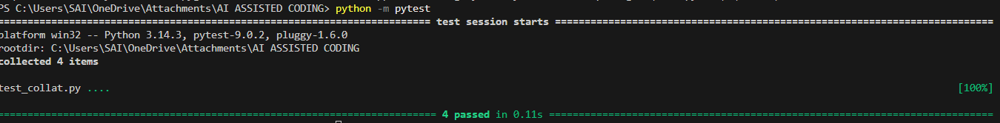 PS C:\Users\SAI\OneDrive\Attachments\AI ASSISTED CODING> python -m pytest
============================= test session starts =============================
platform win32 -- Python 3.14.3, pytest-9.0.2, pluggy-1.6.0
rootdir: C:\Users\SAI\OneDrive\Attachments\AI ASSISTED CODING
collected 4 items
test_collat.py .... [100%]
============================= 4 passed in 0.11s =============================